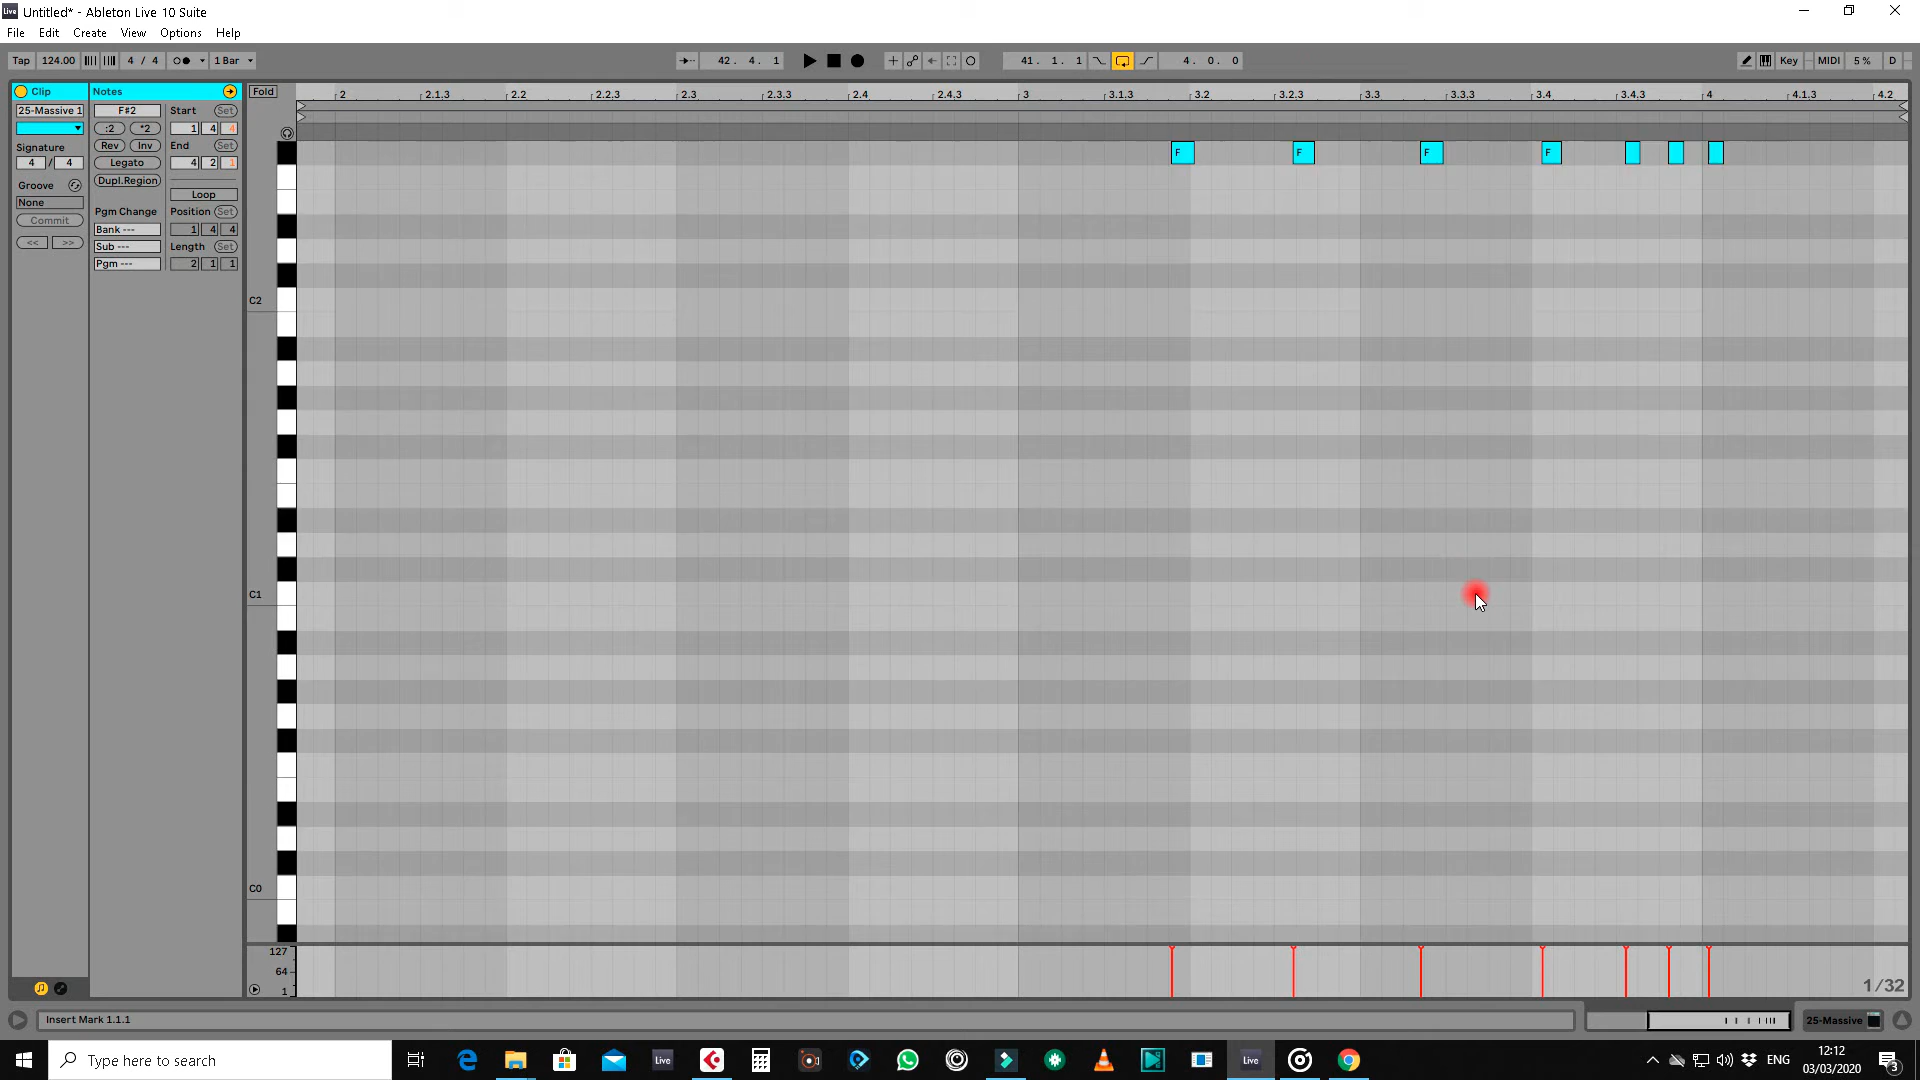 Live Untitled* - Ableton Live 10 Suite
File Edit Create View Options Help
Tap 124.00 4 / 4 1 Bar 42. 4. 1 41. 1. 1 4. 0. 0 Key MIDI 5 % D
Clip Notes Fold 2 2.1.3 2.2 2.2.3 2.3 2.3.3 2.4 2.4.3 3 3.1.3 3.2 3.2.3 3.3 3.3.3 3.4 3.4.3 4 4.1.3 4.2
25-Massive 1 F#2 Start Set
:2 *2 1 4 4
Signature Rev Inv End Set
4 / 4 Legato 4 2 1
F F F F
Dupl.Region
Groove
Loop
None
Pgm Change Position Set
Commit
Bank --- 1 4 4
<< >> Sub --- Length Set
Pgm --- 2 1 1
C2
C1
C0
127
64
1
1/32
Insert Mark 1.1.1 25-Massive
Type here to search Live Live ENG 12:12
03/03/2020 3